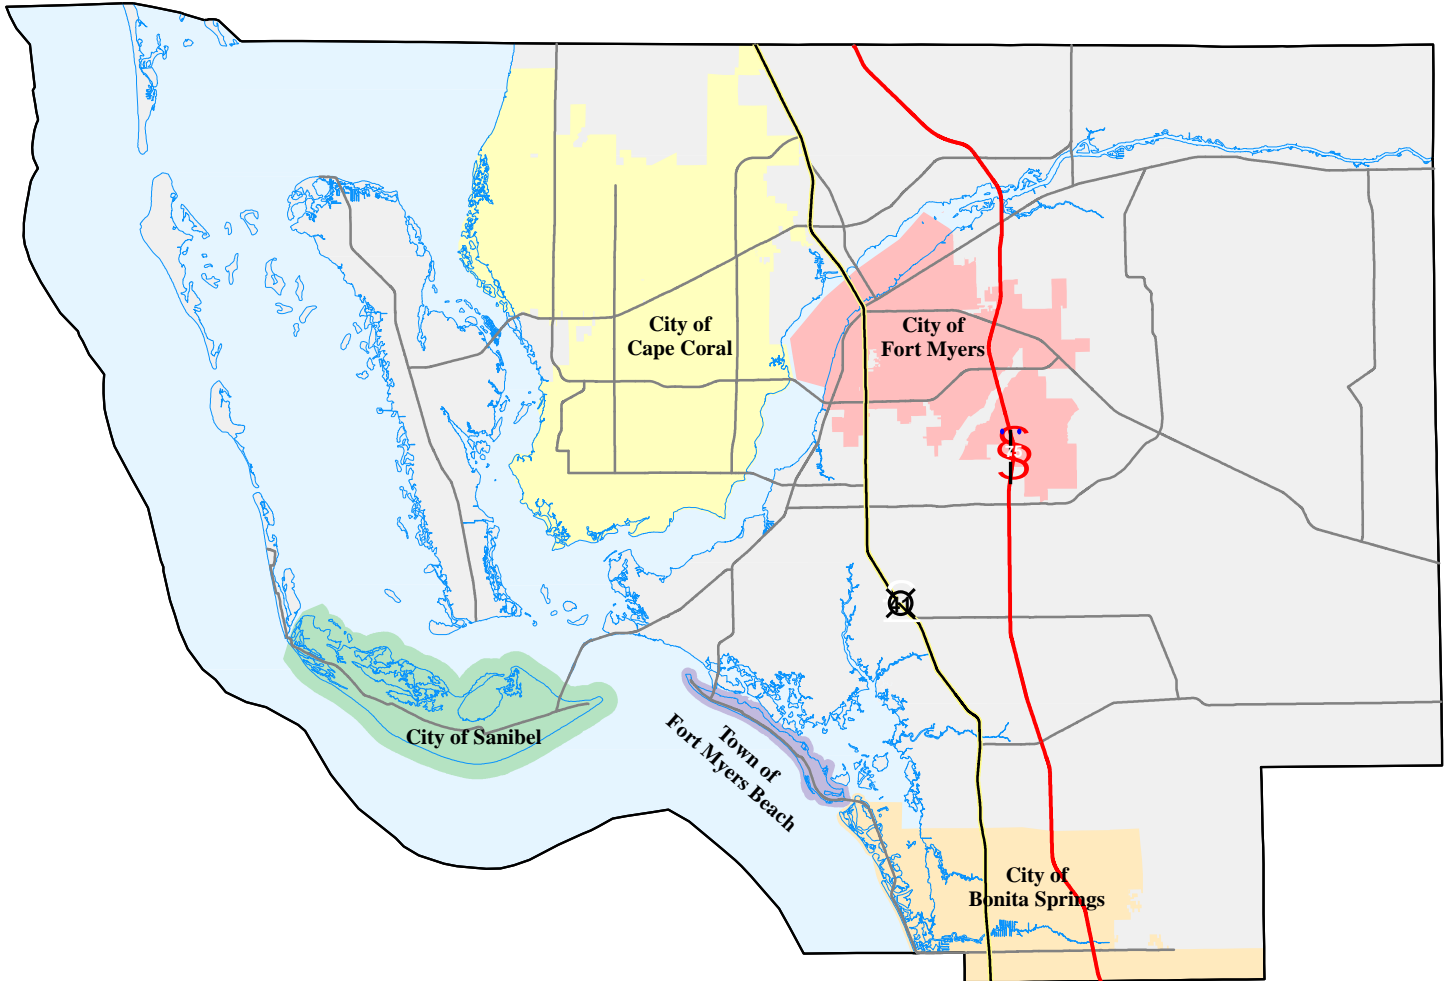 City of
Cape Coral
City of
Fort Myers
41
City of Sanibel
Town of
Fort Myers Beach
City of
Bonita Springs